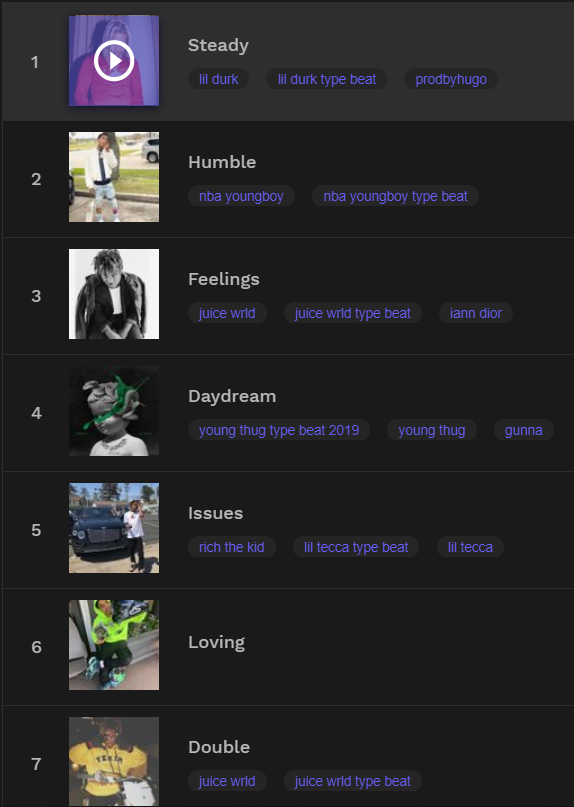 1
Steady
lil durk lil durk type beat prodbyhugo
2
Humble
nba youngboy nba youngboy type beat
3
Feelings
juice wrld juice wrld type beat iann dior
4
Daydream
young thug type beat 2019 young thug gunna
5
Issues
rich the kid lil tecca type beat lil tecca
6
Loving
7
Double
juice wrld juice wrld type beat